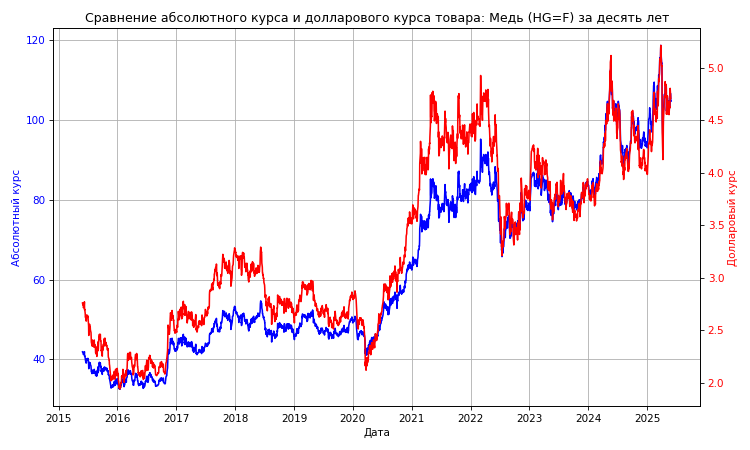 Сравнение абсолютного курса и долларового курса товара: Медь (HG=F) за десять лет
120
100
80
60
40
Абсолютный курс
5.0
4.5
4.0
3.5
3.0
2.5
2.0
Долларовый курс
2015 2016 2017 2018 2019 2020 2021 2022 2023 2024 2025
Дата